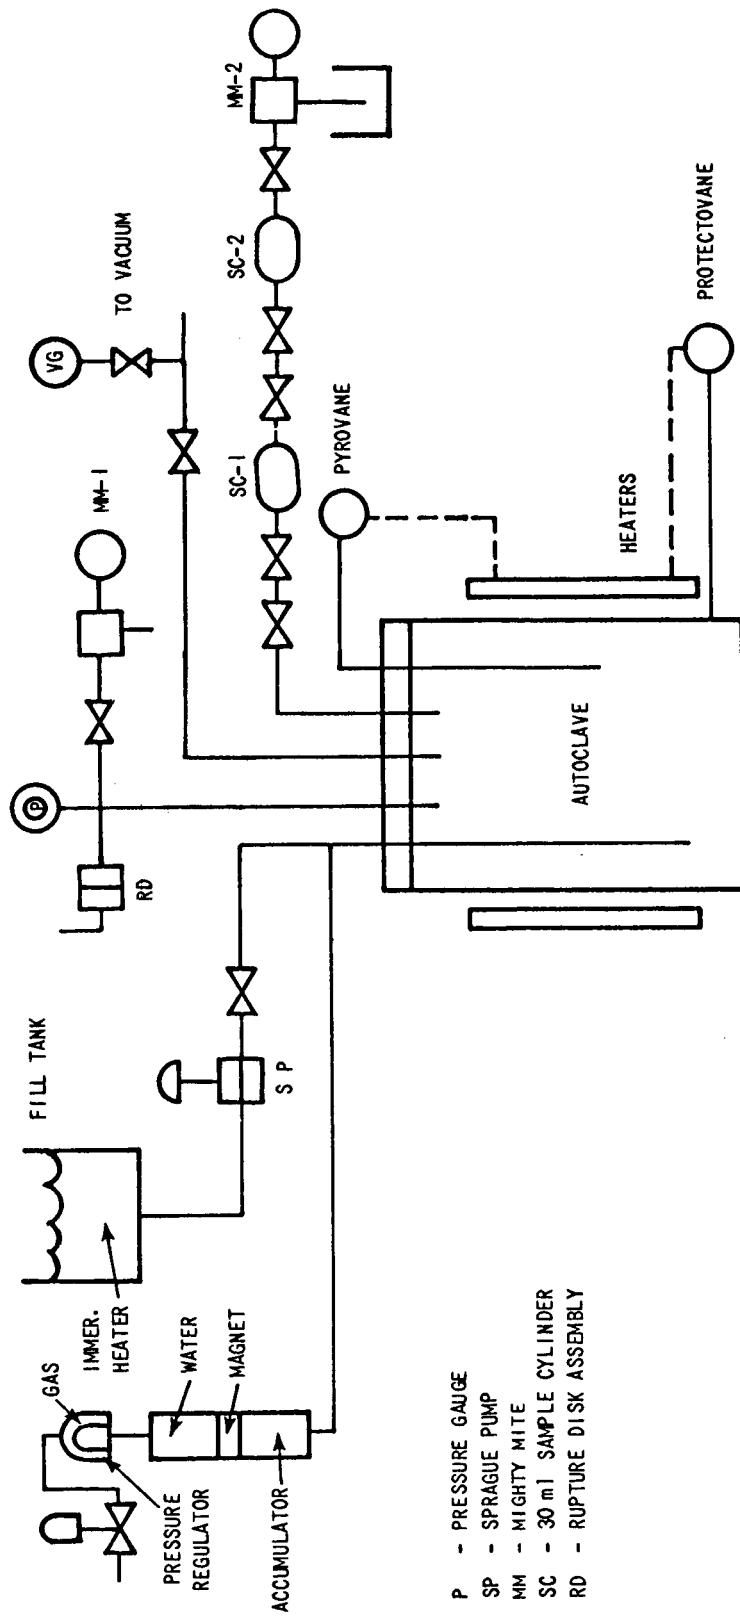 GAS
IMMER.
HEATER
FILL TANK
PRESSURE
REGULATOR
WATER
MAGNET
ACCUMULATOR
S P
RD
P
MM-1
VG
TO VACUUM
MM-2
SC-2
SC-1
PYROVANE
HEATERS
PROTECTOVANE
AUTOCLAVE
P - PRESSURE GAUGE
SP - SPRAGUE PUMP
MM - MIGHTY MITE
SC - 30 ml SAMPLE CYLINDER
RD - RUPTURE DISK ASSEMBLY